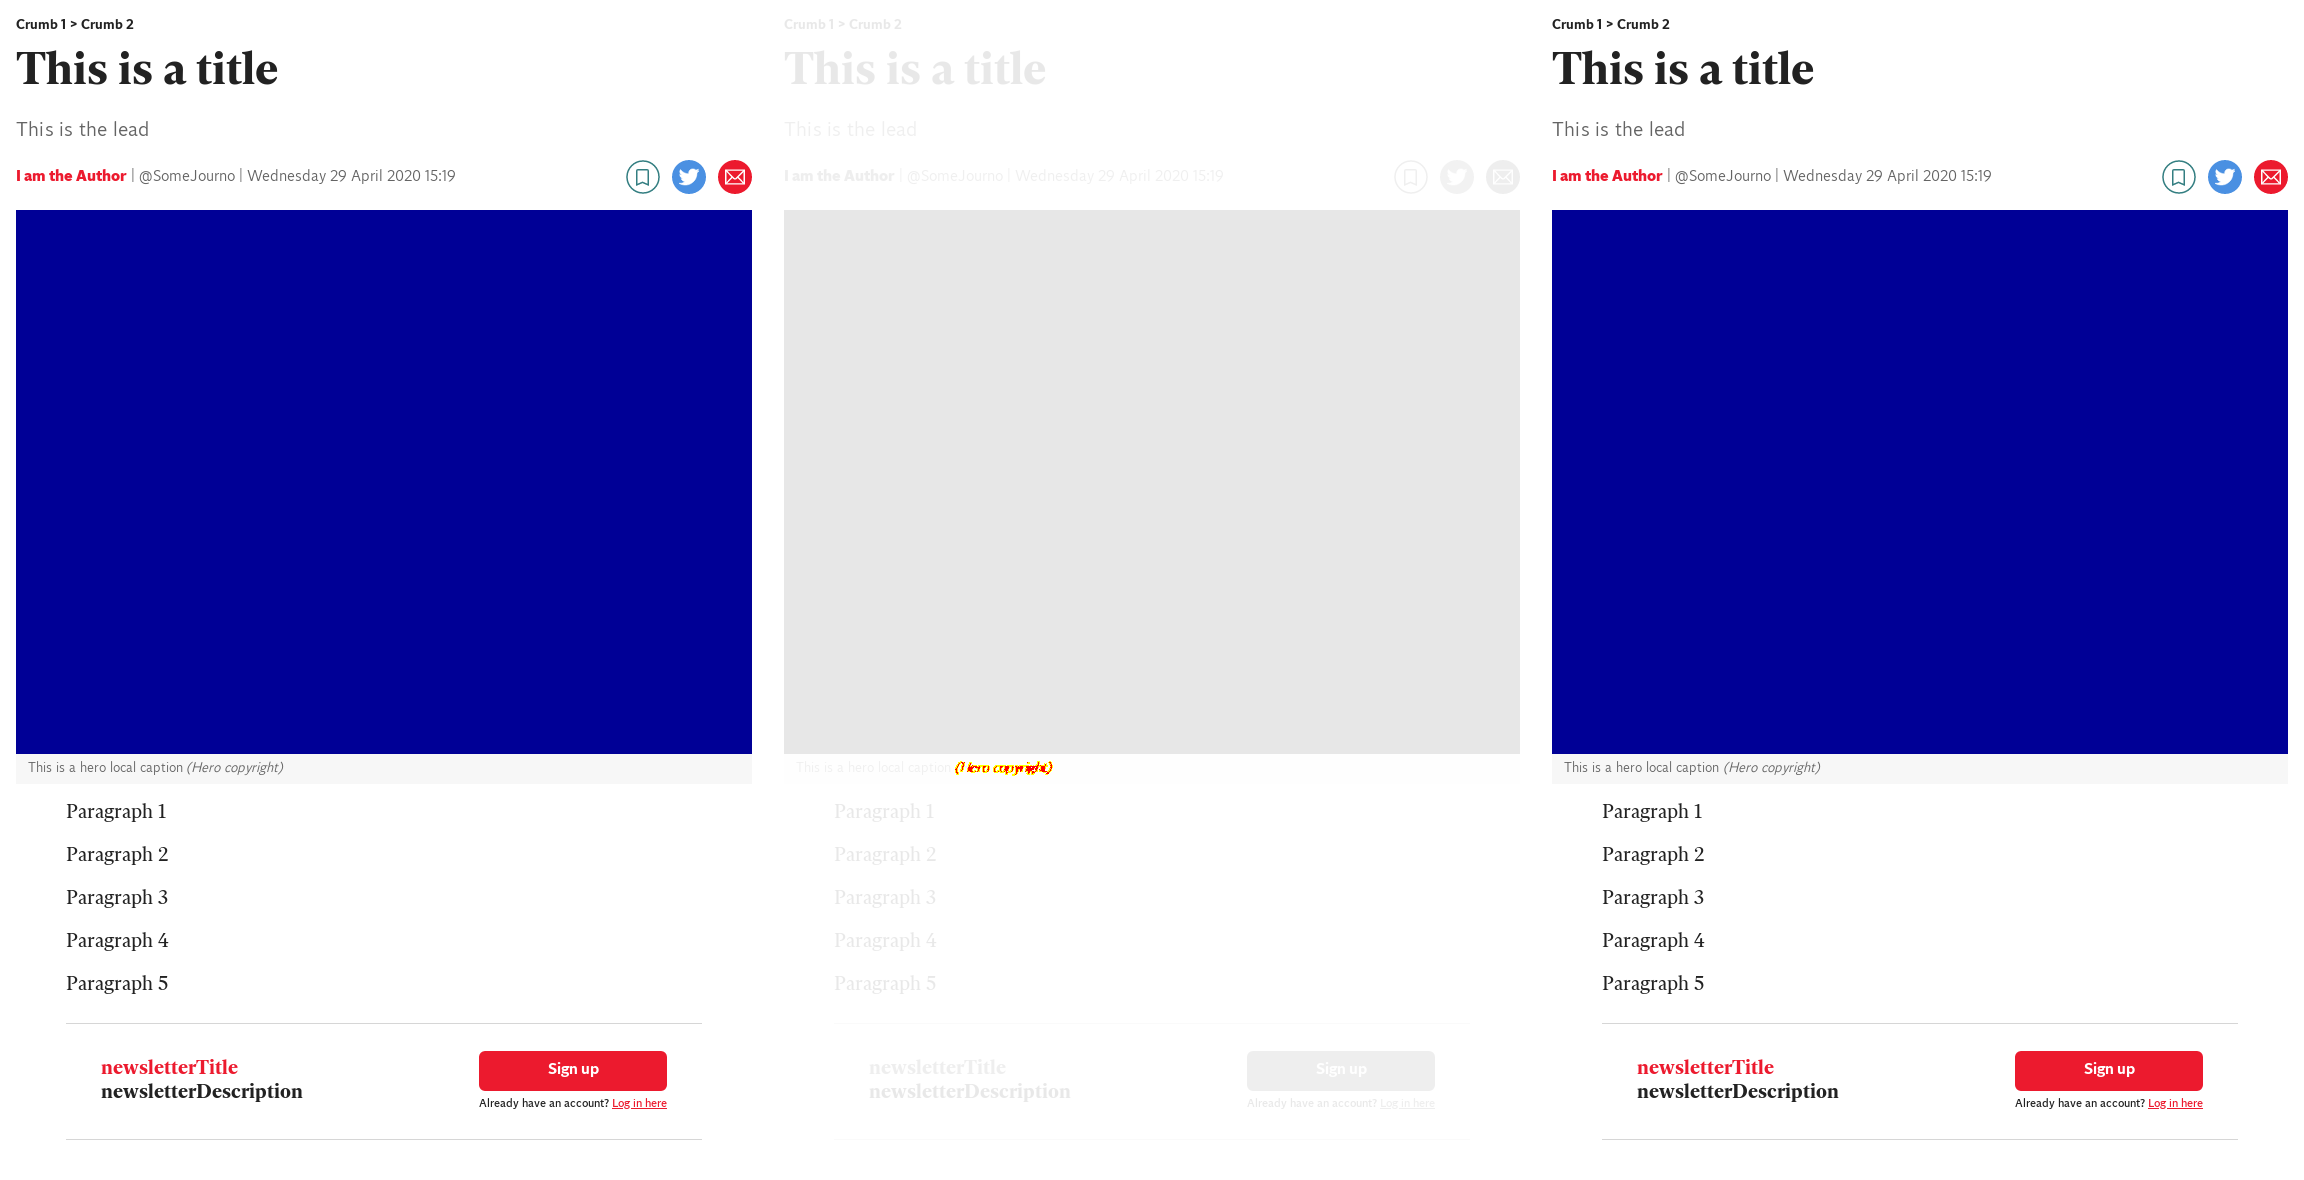 Crumb 1 > Crumb 2
This is a title
This is the lead
I am the Author | @SomeJourno | Wednesday 29 April 2020 15:19
This is a hero local caption (Hero copyright)
Paragraph 1
Paragraph 2
Paragraph 3
Paragraph 4
Paragraph 5
newsletterTitle
newsletterDescription
Sign up
Already have an account? Log in here
Crumb 1 > Crumb 2
This is a title
This is the lead
I am the Author | @SomeJourno | Wednesday 29 April 2020 15:19
This is a hero local caption (Hero copyright)
Paragraph 1
Paragraph 2
Paragraph 3
Paragraph 4
Paragraph 5
newsletterTitle
newsletterDescription
Sign up
Already have an account? Log in here
Crumb 1 > Crumb 2
This is a title
This is the lead
I am the Author | @SomeJourno | Wednesday 29 April 2020 15:19
This is a hero local caption (Hero copyright)
Paragraph 1
Paragraph 2
Paragraph 3
Paragraph 4
Paragraph 5
newsletterTitle
newsletterDescription
Sign up
Already have an account? Log in here